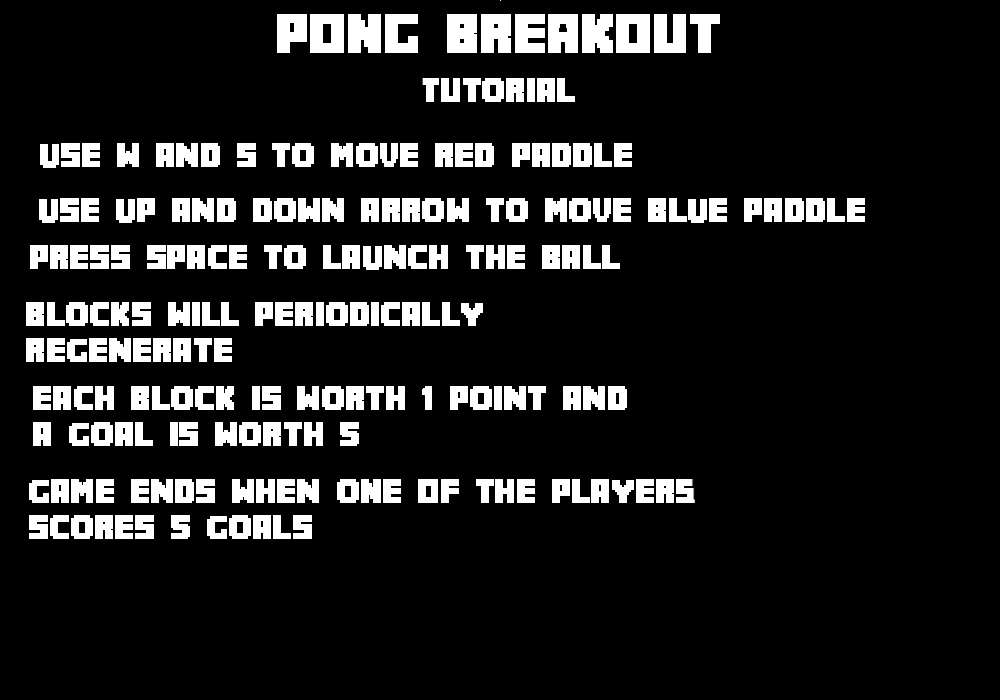 PONG BREAKOUT
TUTORIAL
USE W AND S TO MOVE RED PADDLE
USE UP AND DOWN ARROW TO MOVE BLUE PADDLE
PRESS SPACE TO LAUNCH THE BALL
BLOCKS WILL PERIODICALLY
REGENERATE
EACH BLOCK IS WORTH 1 POINT AND
A GOAL IS WORTH 5
GAME ENDS WHEN ONE OF THE PLAYERS
SCORES 5 GOALS